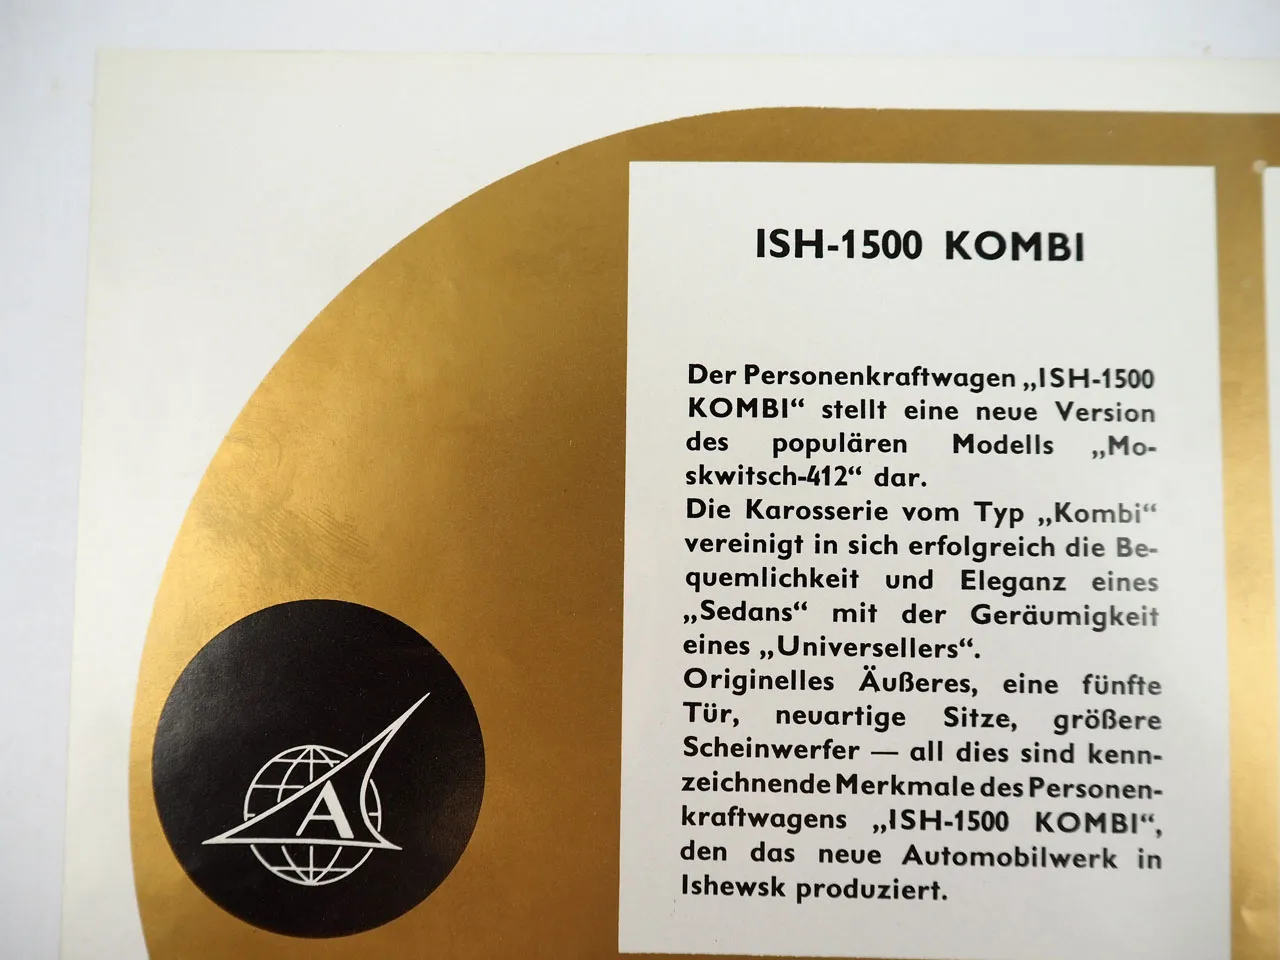 ISH-1500 KOMBI
Der Personenkraftwagen „ISH-1500
KOMBI“ stellt eine neue Version
des populären Modells „Mo-
skwitsch-412“ dar.
Die Karosserie vom Typ „Kombi“
vereinigt in sich erfolgreich die Be-
quemlichkeit und Eleganz eines
„Sedans“ mit der Geräumigkeit
eines „Universellers“.
Originelles Äußeres, eine fünfte
Tür, neuartige Sitze, größere
Scheinwerfer — all dies sind kenn-
zeichnende Merkmale des Personen-
kraftwagens „ISH-1500 KOMBI“,
den das neue Automobilwerk in
Ishewsk produziert.
A